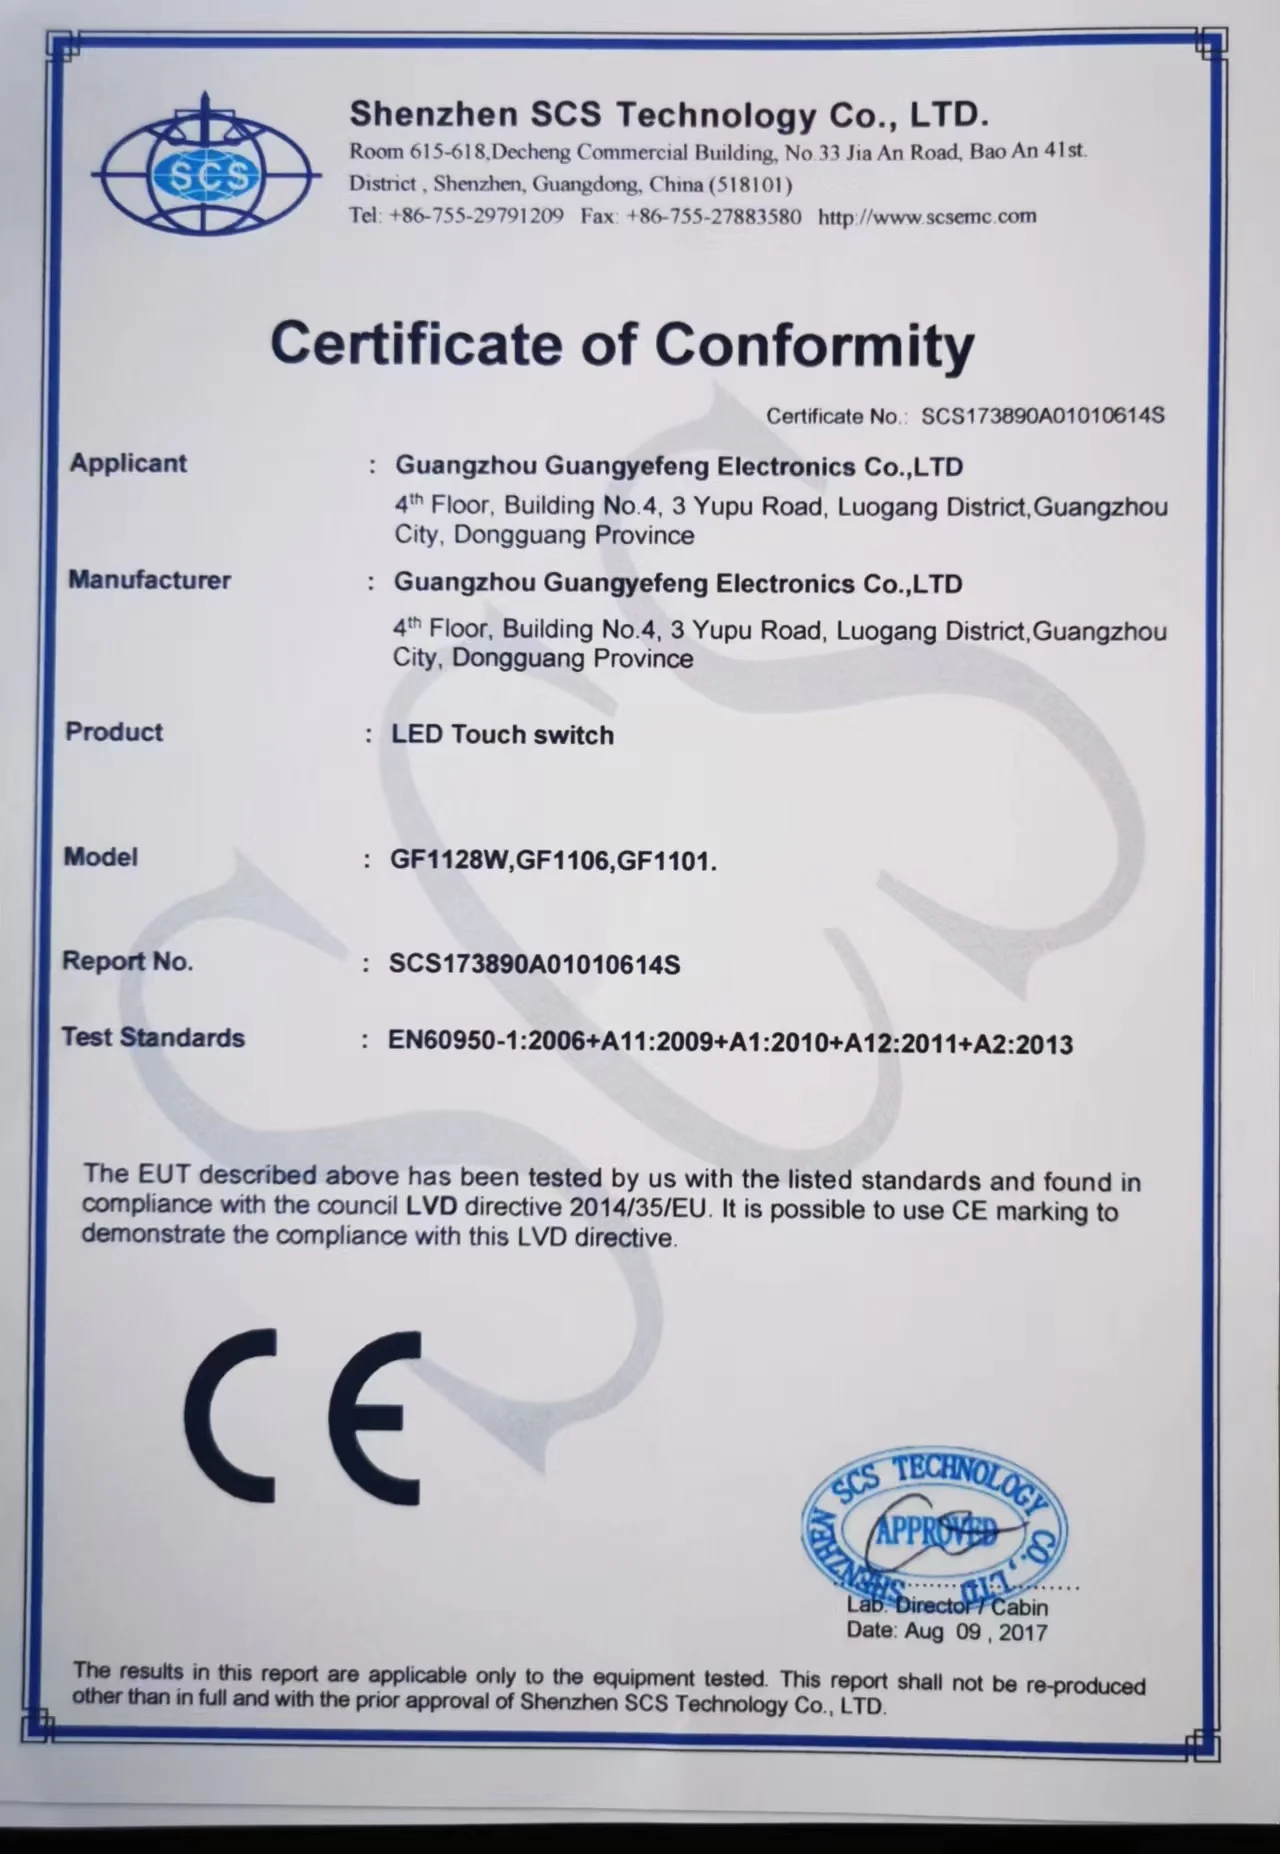 SCS
Shenzhen SCS Technology Co., LTD.
Room 615-618,Decheng Commercial Building, No.33 Jia An Road, Bao An 41st.
District , Shenzhen, Guangdong, China (518101)
Tel: +86-755-29791209 Fax: +86-755-27883580 http://www.scsemc.com
Certificate of Conformity
Certificate No.: SCS173890A01010614S
Applicant : Guangzhou Guangyefeng Electronics Co.,LTD
4th Floor, Building No.4, 3 Yupu Road, Luogang District,Guangzhou
City, Dongguang Province
Manufacturer : Guangzhou Guangyefeng Electronics Co.,LTD
4th Floor, Building No.4, 3 Yupu Road, Luogang District,Guangzhou
City, Dongguang Province
Product : LED Touch switch
Model : GF1128W,GF1106,GF1101.
Report No. : SCS173890A01010614S
Test Standards : EN60950-1:2006+A11:2009+A1:2010+A12:2011+A2:2013
The EUT described above has been tested by us with the listed standards and found in
compliance with the council LVD directive 2014/35/EU. It is possible to use CE marking to
demonstrate the compliance with this LVD directive.
CE
SHENZHEN SCS TECHNOLOGY CO., LTD
APPROVED
Lab. Director / Cabin
Date: Aug 09 , 2017
The results in this report are applicable only to the equipment tested. This report shall not be re-produced
other than in full and with the prior approval of Shenzhen SCS Technology Co., LTD.
SCS